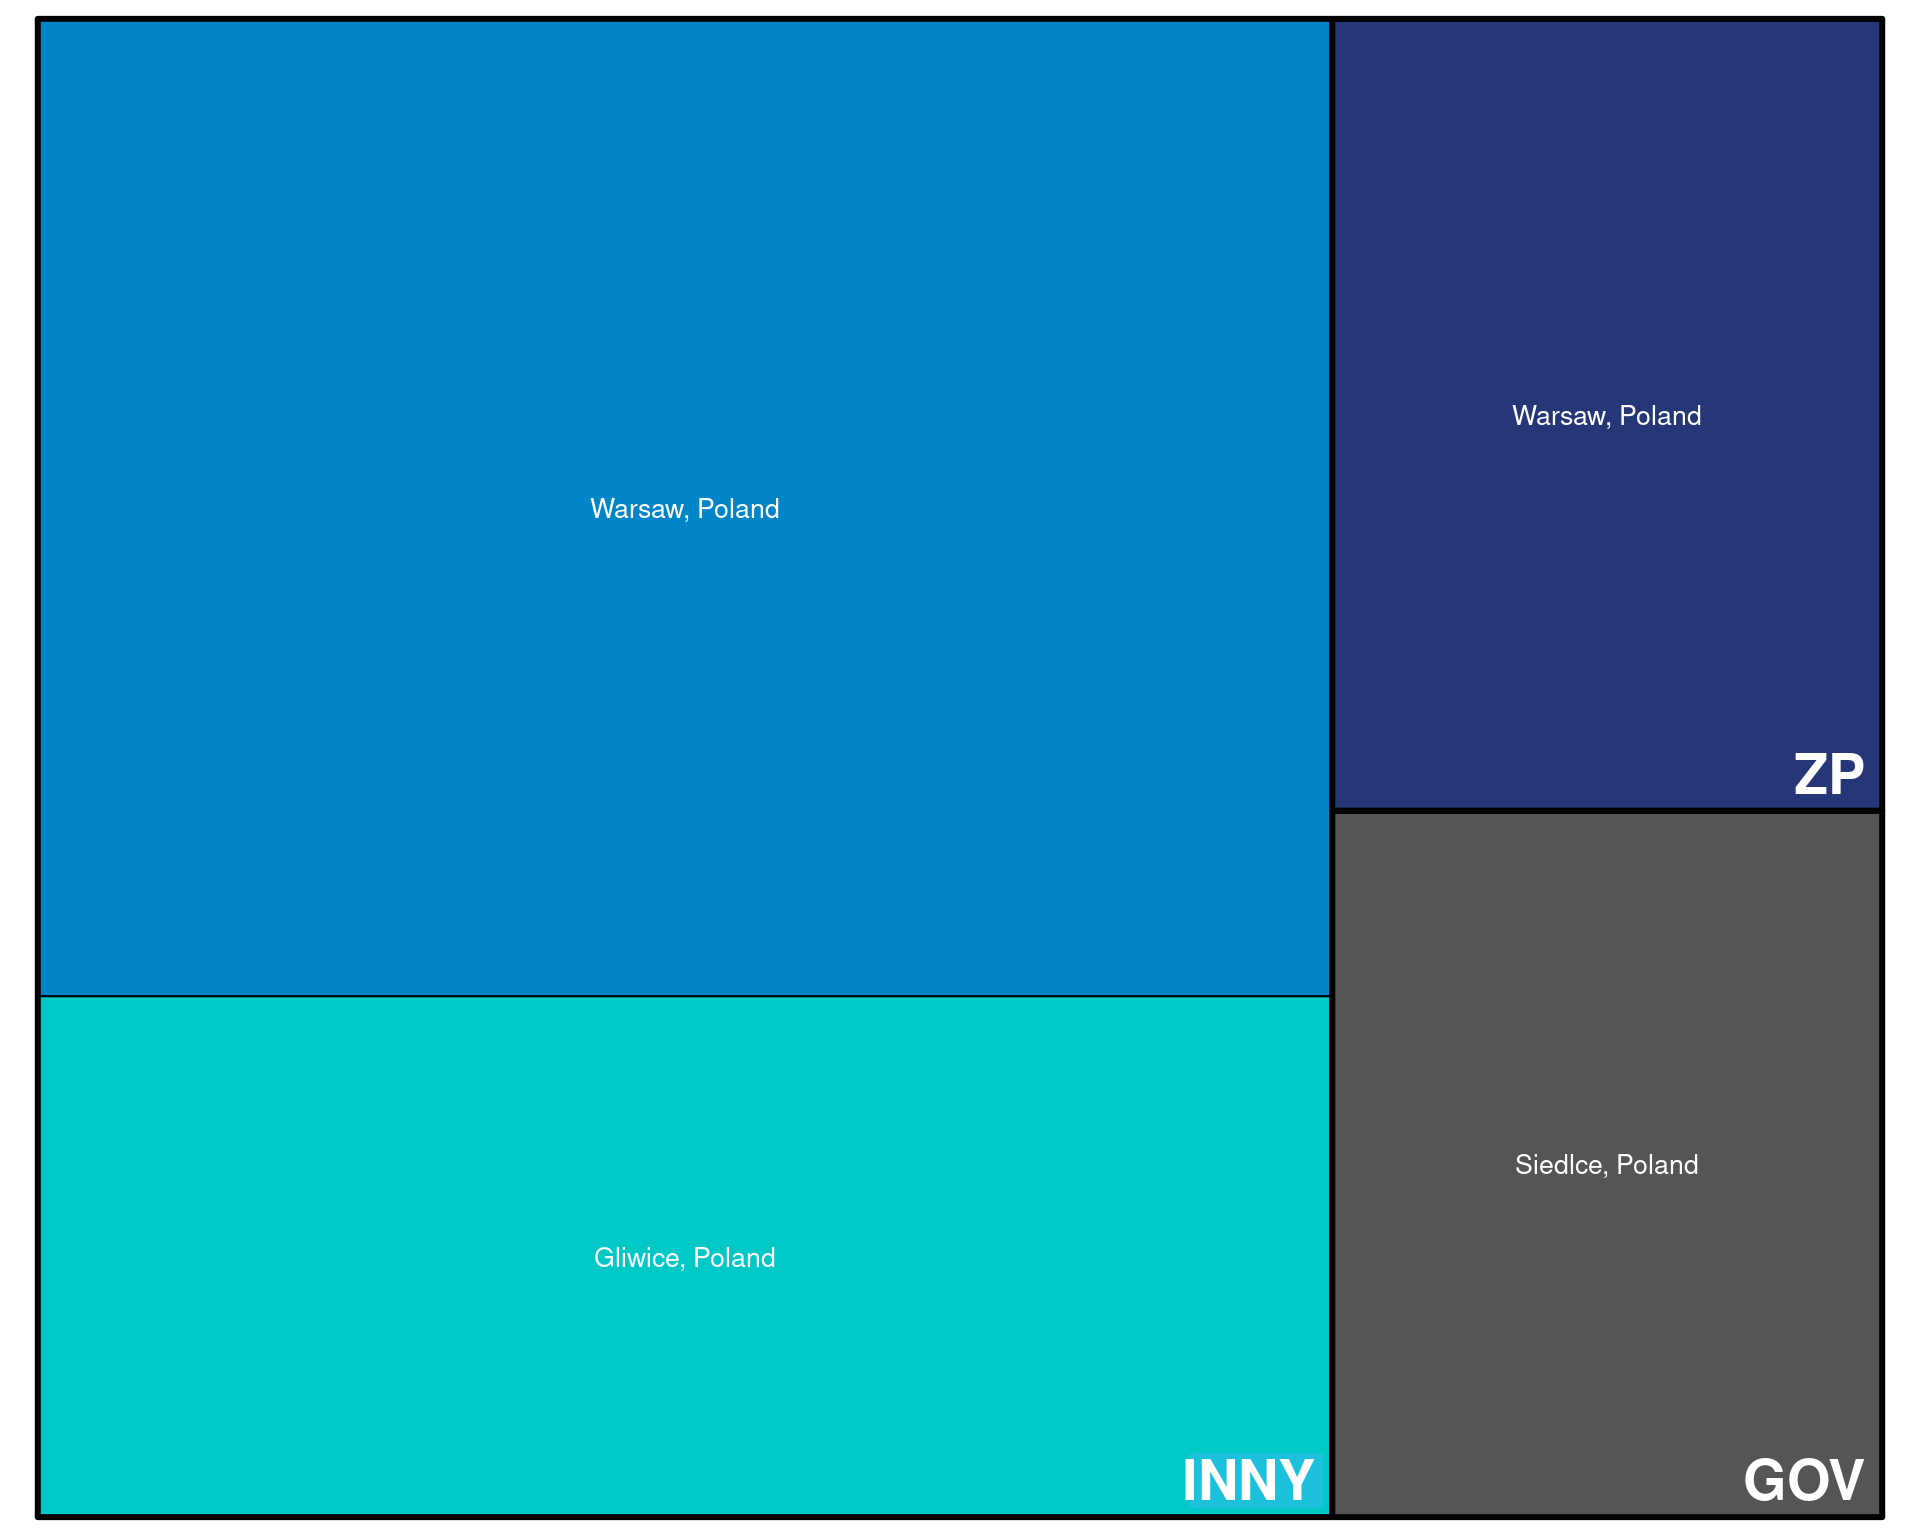 Warsaw, Poland
Gliwice, Poland
INNY
Warsaw, Poland
ZP
Siedlce, Poland
GOV